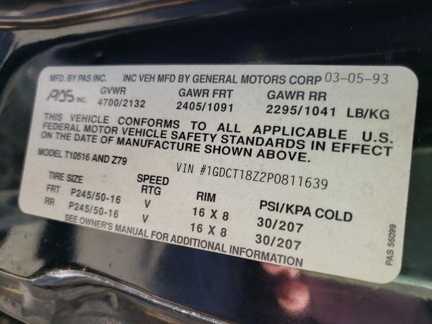 MFD. BY PAS INC. INC VEH MFD BY GENERAL MOTORS CORP 03-05-93
PAS INC. GVWR GAWR FRT GAWR RR
4700/2132 2405/1091 2295/1041 LB/KG
THIS VEHICLE CONFORMS TO ALL APPLICABLE U.S.
FEDERAL MOTOR VEHICLE SAFETY STANDARDS IN EFFECT
ON THE DATE OF MANUFACTURE SHOWN ABOVE.
MODEL T10516 AND Z79 VIN #1GDCT18Z2P0811639
TIRE SIZE SPEED RTG RIM PSI/KPA COLD
FRT P245/50-16 V 16 X 8 30/207
RR P245/50-16 V 16 X 8 30/207
SEE OWNER'S MANUAL FOR ADDITIONAL INFORMATION
PAS 56099